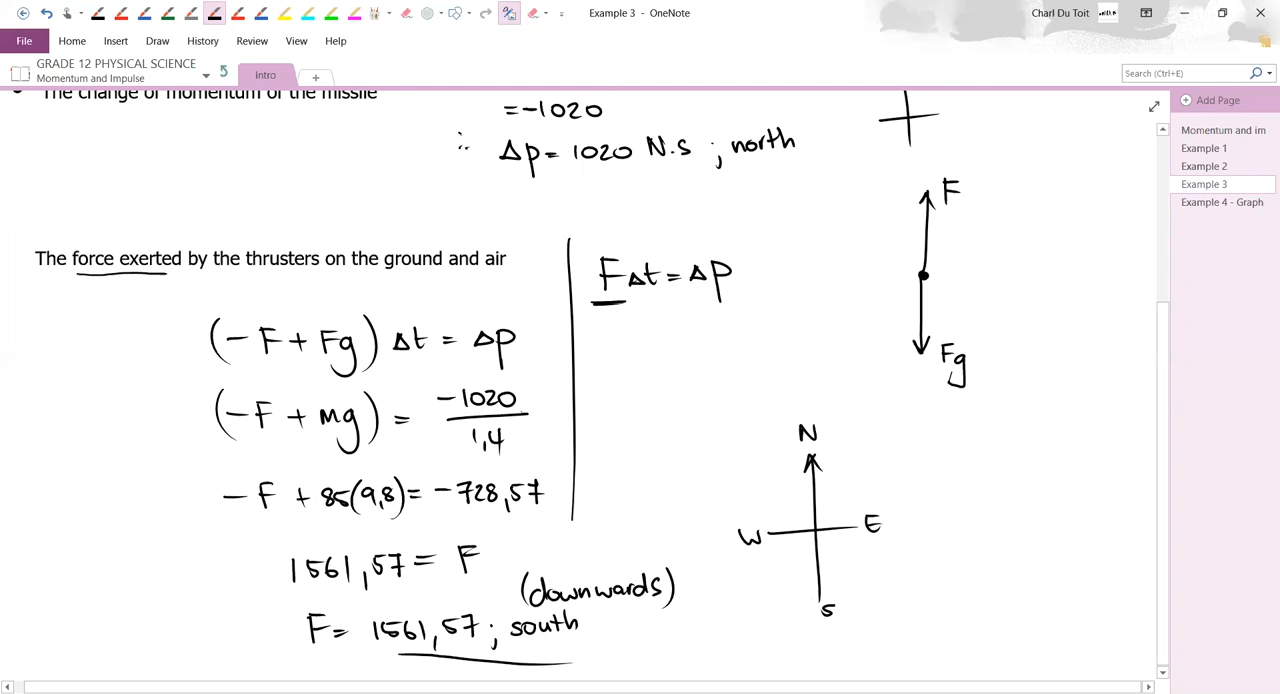 Example 3 - OneNote
Charl Du Toit
File Home Insert Draw History Review View Help
GRADE 12 PHYSICAL SCIENCE
Momentum and Impulse
Intro
+
Search (Ctrl+E)
Add Page
Momentum and im
Example 1
Example 2
Example 3
Example 4 - Graph
The change of momentum of the missile
= -1020
∴ Δp = 1020 N.s ; north
The force exerted by the thrusters on the ground and air
FΔt = Δp
(-F + Fg) Δt = Δp
(-F + mg) = -1020/1,4
-F + 85(9,8) = -728,57
1561,57 = F
(downwards)
F = 1561,57 ; south
F
Fg
N
W E
S